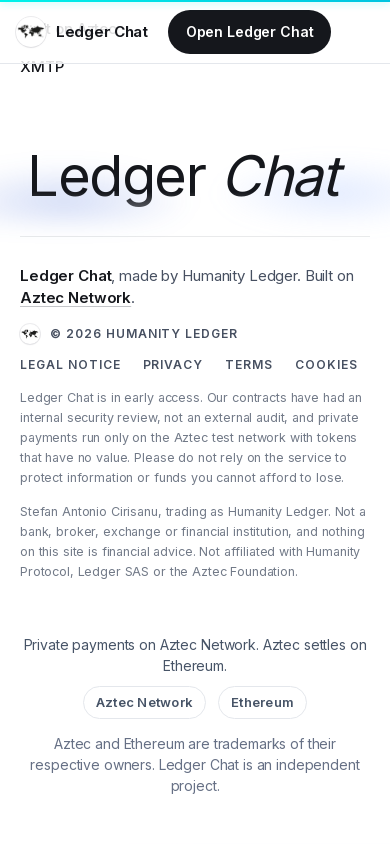 Ledger Chat
Open Ledger Chat
XMTP
Ledger Chat
Ledger Chat, made by Humanity Ledger. Built on
Aztec Network.
© 2026 HUMANITY LEDGER
LEGAL NOTICE PRIVACY TERMS COOKIES
Ledger Chat is in early access. Our contracts have had an
internal security review, not an external audit, and private
payments run only on the Aztec test network with tokens
that have no value. Please do not rely on the service to
protect information or funds you cannot afford to lose.
Stefan Antonio Cirisanu, trading as Humanity Ledger. Not a
bank, broker, exchange or financial institution, and nothing
on this site is financial advice. Not affiliated with Humanity
Protocol, Ledger SAS or the Aztec Foundation.
Private payments on Aztec Network. Aztec settles on
Ethereum.
Aztec Network
Ethereum
Aztec and Ethereum are trademarks of their
respective owners. Ledger Chat is an independent
project.